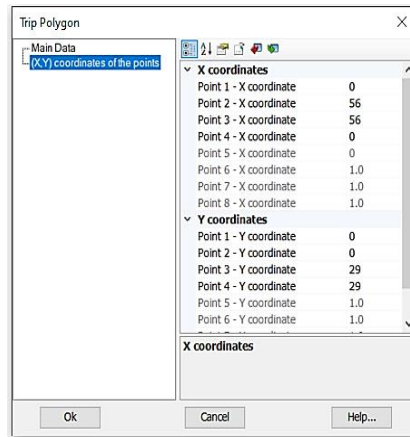 Trip Polygon
Main Data
(X,Y) coordinates of the points
X coordinates
Point 1 - X coordinate 0
Point 2 - X coordinate 56
Point 3 - X coordinate 56
Point 4 - X coordinate 0
Point 5 - X coordinate 0
Point 6 - X coordinate 1.0
Point 7 - X coordinate 1.0
Point 8 - X coordinate 1.0
Y coordinates
Point 1 - Y coordinate 0
Point 2 - Y coordinate 0
Point 3 - Y coordinate 29
Point 4 - Y coordinate 29
Point 5 - Y coordinate 1.0
Point 6 - Y coordinate 1.0
X coordinates
Ok Cancel Help...